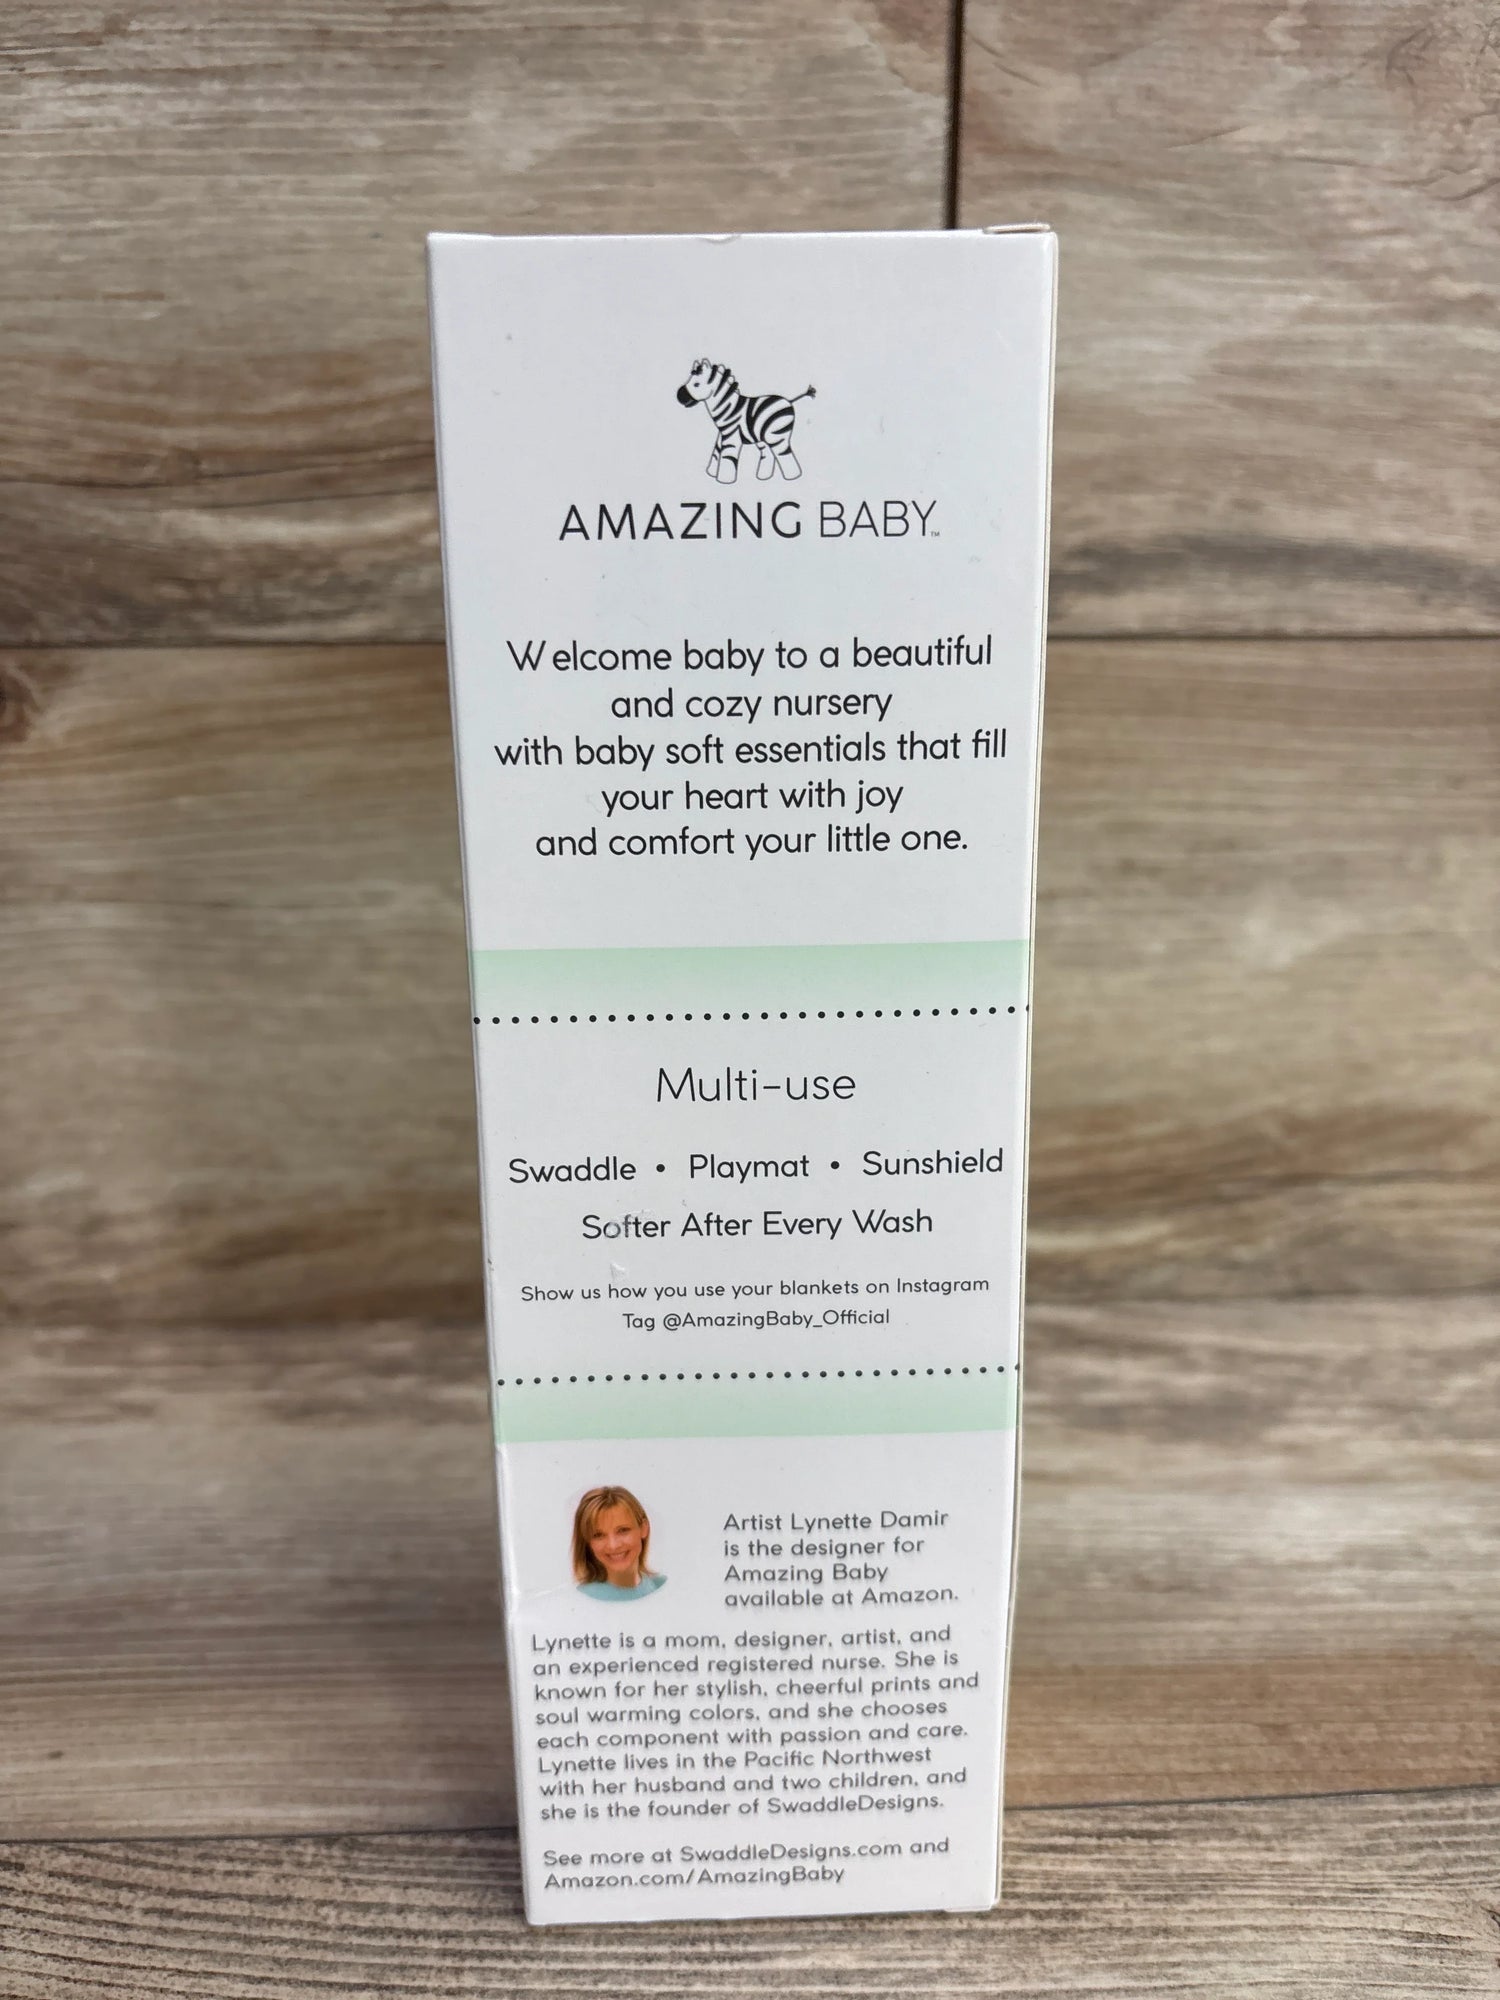 AMAZING BABY™
Welcome baby to a beautiful
and cozy nursery
with baby soft essentials that fill
your heart with joy
and comfort your little one.
Multi-use
Swaddle • Playmat • Sunshield
Softer After Every Wash
Show us how you use your blankets on Instagram
Tag @AmazingBaby_Official
Artist Lynette Damir
is the designer for
Amazing Baby
available at Amazon.
Lynette is a mom, designer, artist, and
an experienced registered nurse. She is
known for her stylish, cheerful prints and
soul warming colors, and she chooses
each component with passion and care.
Lynette lives in the Pacific Northwest
with her husband and two children, and
she is the founder of SwaddleDesigns.
See more at SwaddleDesigns.com and
Amazon.com/AmazingBaby